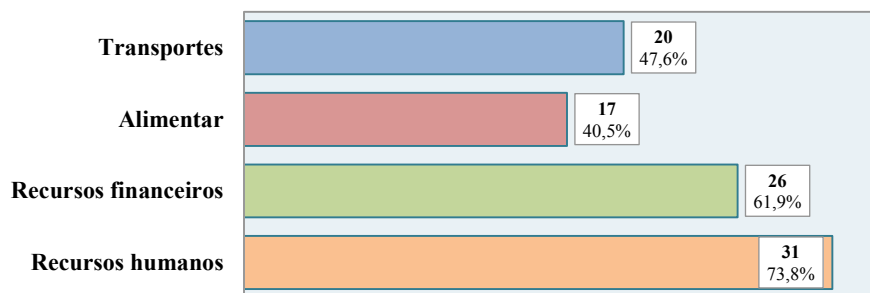 Transportes
20
47,6%
Alimentar
17
40,5%
Recursos financeiros
26
61,9%
Recursos humanos
31
73,8%